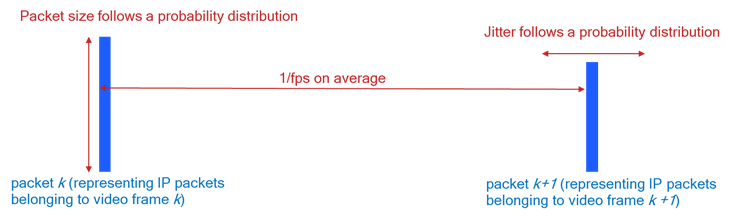 Packet size follows a probability distribution
Jitter follows a probability distribution
1/fps on average
packet k (representing IP packets
belonging to video frame k)
packet k+1 (representing IP packets
belonging to video frame k +1)